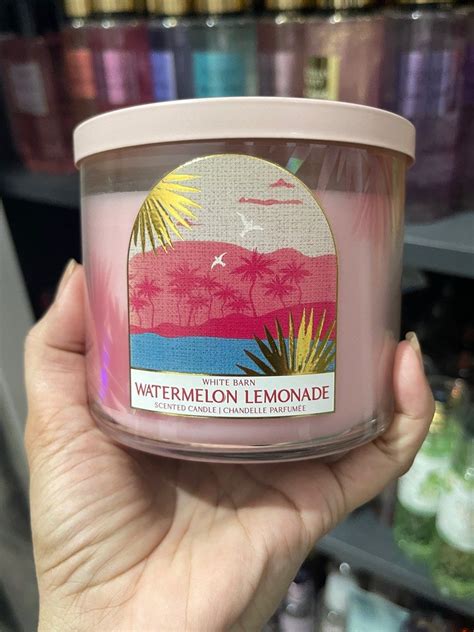 WHITE BARN
WATERMELON LEMONADE
SCENTED CANDLE | CHANDELLE PARFUMÉE